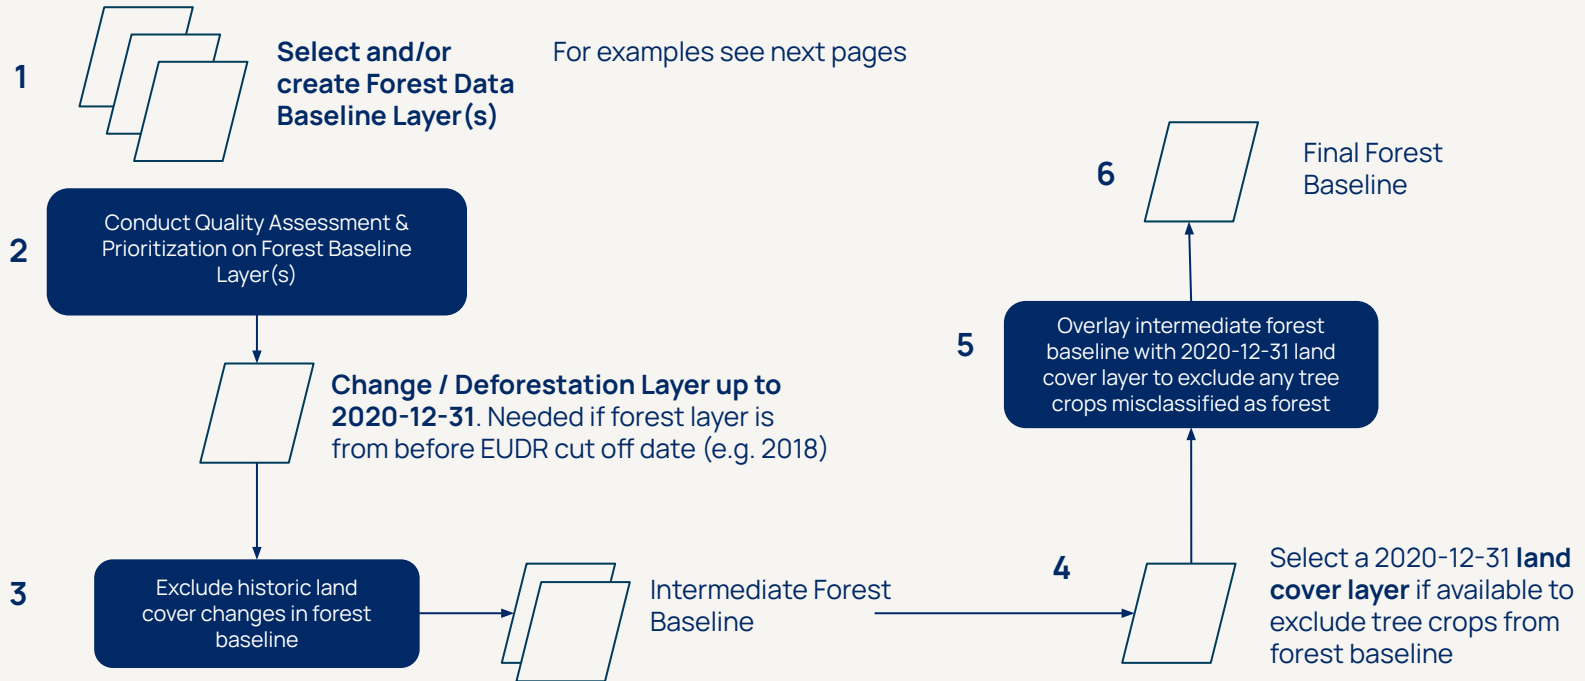 1
Select and/or
create Forest Data
Baseline Layer(s)
For examples see next pages
2
Conduct Quality Assessment &
Prioritization on Forest Baseline
Layer(s)
Change / Deforestation Layer up to
2020-12-31. Needed if forest layer is
from before EUDR cut off date (e.g. 2018)
3
Exclude historic land
cover changes in forest
baseline
Intermediate Forest
Baseline
4
Select a 2020-12-31 land
cover layer if available to
exclude tree crops from
forest baseline
5
Overlay intermediate forest
baseline with 2020-12-31 land
cover layer to exclude any tree
crops misclassified as forest
6
Final Forest
Baseline